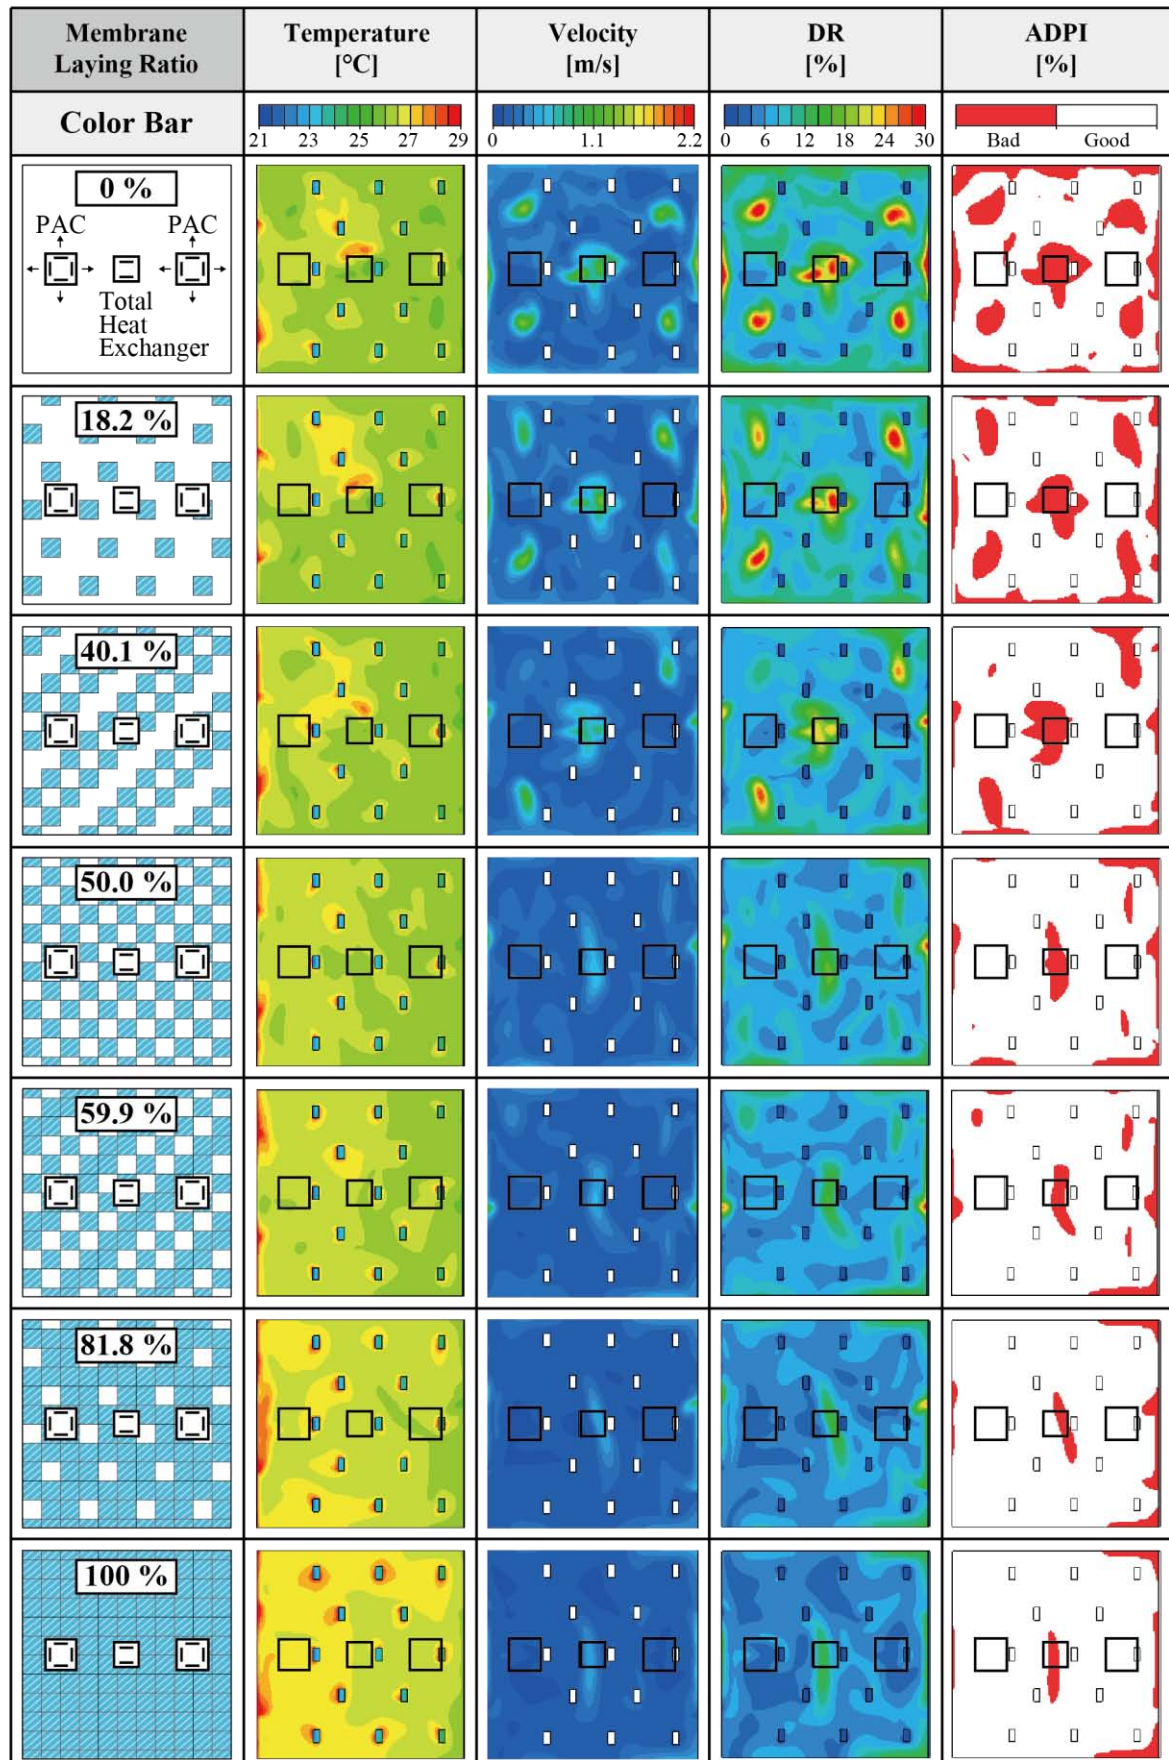 Membrane
Laying Ratio
Temperature
[°C]
Velocity
[m/s]
DR
[%]
ADPI
[%]
Color Bar
21 23 25 27 29
0 1.1 2.2
0 6 12 18 24 30
Bad Good
0 %
PAC PAC
Total
Heat
Exchanger
18.2 %
40.1 %
50.0 %
59.9 %
81.8 %
100 %